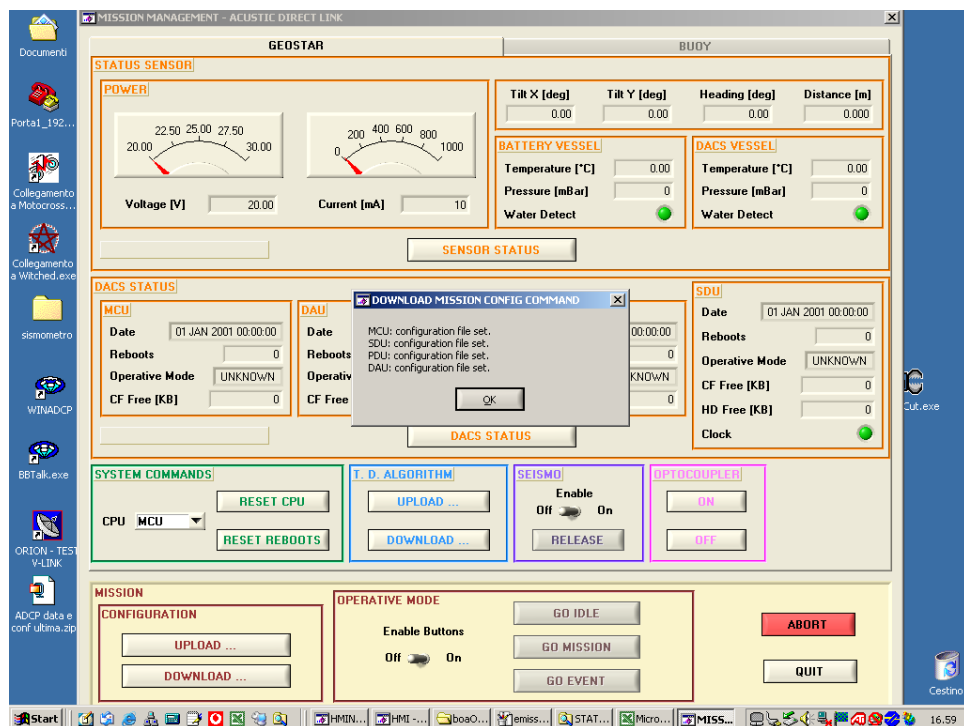 MISSION MANAGEMENT - ACUSTIC DIRECT LINK
Documenti
Porta1_192...
Collegamento
a Motocross...
Collegamento
a Witched.exe
sismometro
WINADCP
BBTalk.exe
ORION - TEST
V-LINK
ADCP data e
conf ultima.zip
GEOSTAR
BUOY
STATUS SENSOR
POWER
20.00 22.50 25.00 27.50 30.00
0 200 400 600 800 1000
Voltage [V] 20.00
Current [mA] 10
Tilt X [deg] Tilt Y [deg] Heading [deg] Distance [m]
0.00 0.00 0.00 0.000
BATTERY VESSEL
Temperature [°C] 0.00
Pressure [mBar] 0
Water Detect
DACS VESSEL
Temperature [°C] 0.00
Pressure [mBar] 0
Water Detect
SENSOR STATUS
DACS STATUS
MCU
Date 01 JAN 2001 00:00:00
Reboots 0
Operative Mode UNKNOWN
CF Free [KB] 0
DAU
Date
Reboots
Operativ
CF Free
00:00:00
0
KNOWN
0
DOWNLOAD MISSION CONFIG COMMAND
MCU: configuration file set.
SDU: configuration file set.
PDU: configuration file set.
DAU: configuration file set.
OK
SDU
Date 01 JAN 2001 00:00:00
Reboots 0
Operative Mode UNKNOWN
CF Free [KB] 0
HD Free [KB] 0
Clock
DACS STATUS
Cut.exe
SYSTEM COMMANDS
CPU MCU
RESET CPU
RESET REBOOTS
T. D. ALGORITHM
UPLOAD ...
DOWNLOAD ...
SEISMO
Enable
Off On
RELEASE
OPTOCOUPLER
ON
OFF
MISSION
CONFIGURATION
UPLOAD ...
DOWNLOAD ...
OPERATIVE MODE
Enable Buttons
Off On
GO IDLE
GO MISSION
GO EVENT
ABORT
QUIT
Cestino
Start
HMIN...
HMI -...
boaO...
emiss...
STAT...
Micro...
MISS...
16.59